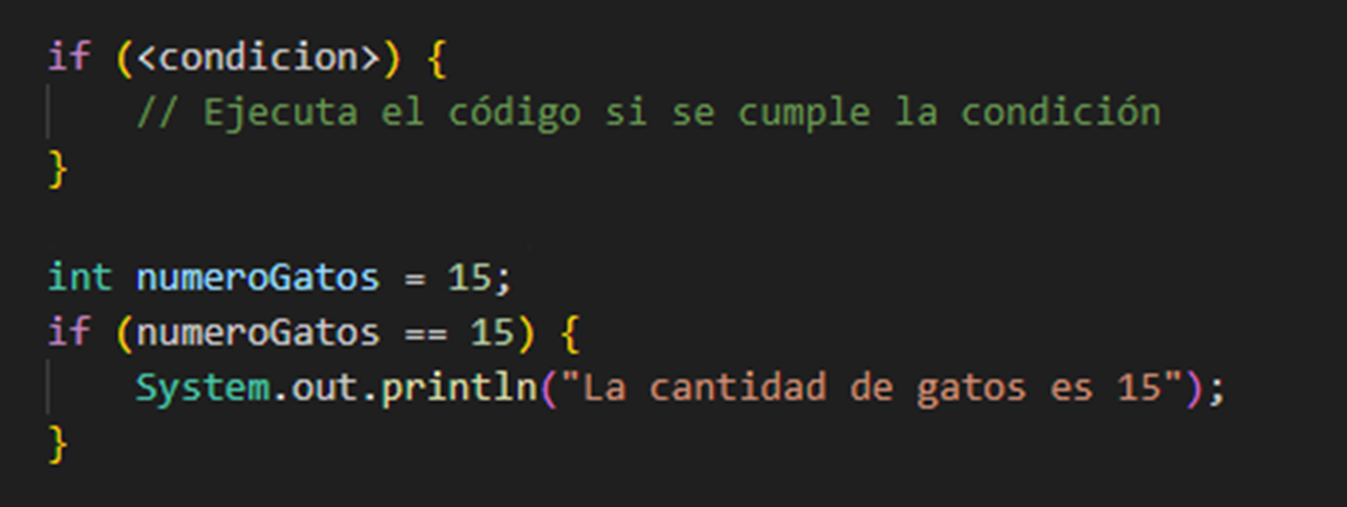 if (<condicion>) {
    // Ejecuta el código si se cumple la condición
}
int numeroGatos = 15;
if (numeroGatos == 15) {
    System.out.println("La cantidad de gatos es 15");
}